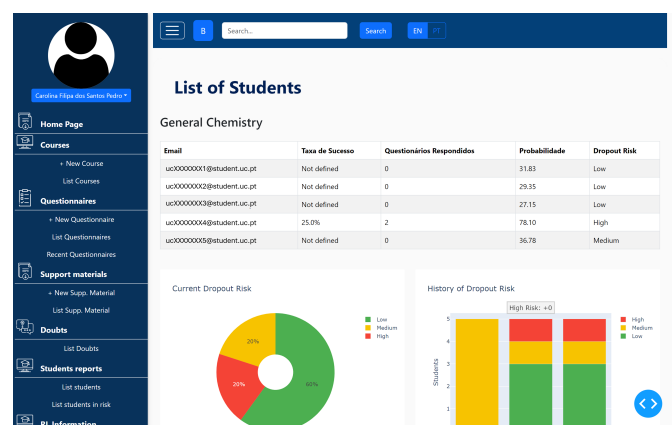 B
Search...
Search
EN PT
Carolina Filipa dos Santos Pedro
Home Page
Courses
+ New Course
List Courses
Questionnaires
+ New Questionnaire
List Questionnaires
Recent Questionnaires
Support materials
+ New Supp. Material
List Supp. Material
Doubts
List Doubts
Students reports
List students
List students in risk
RI Information
List of Students
General Chemistry
Email Taxa de Sucesso Questionários Respondidos Probabilidade Dropout Risk
ucXXXXXXX1@student.uc.pt Not defined 0 31.83 Low
ucXXXXXXX2@student.uc.pt Not defined 0 29.35 Low
ucXXXXXXX3@student.uc.pt Not defined 0 27.15 Low
ucXXXXXXX4@student.uc.pt 25.0% 2 78.10 High
ucXXXXXXX5@student.uc.pt Not defined 0 36.78 Medium
Current Dropout Risk
Low
Medium
High
20%
20%
60%
History of Dropout Risk
High Risk: +0
High
Medium
Low
Students
5
4
3
2
1